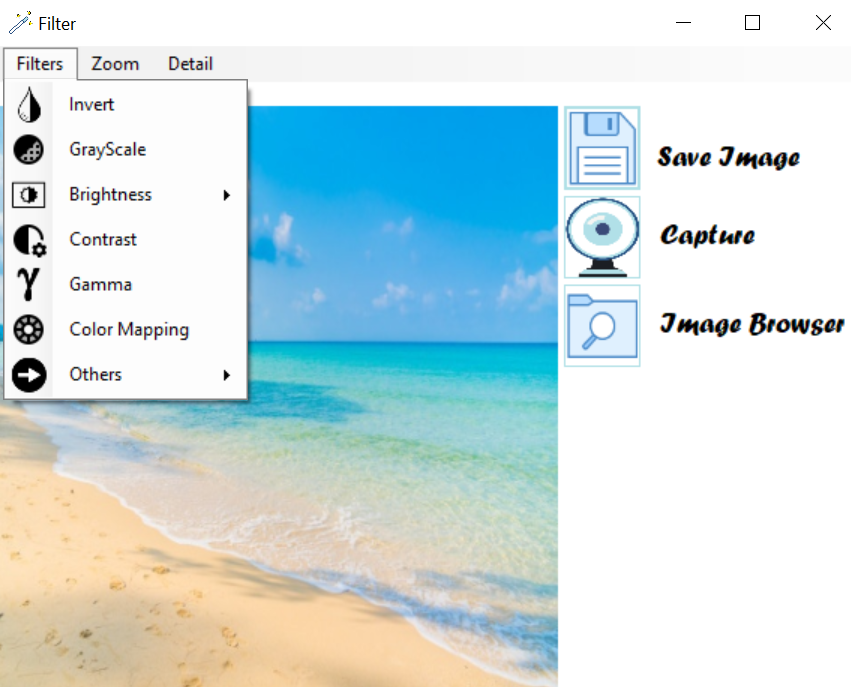 Filter
Filters Zoom Detail
Invert
GrayScale
Brightness
Contrast
Gamma
Color Mapping
Others
Save Image
Capture
Image Browser